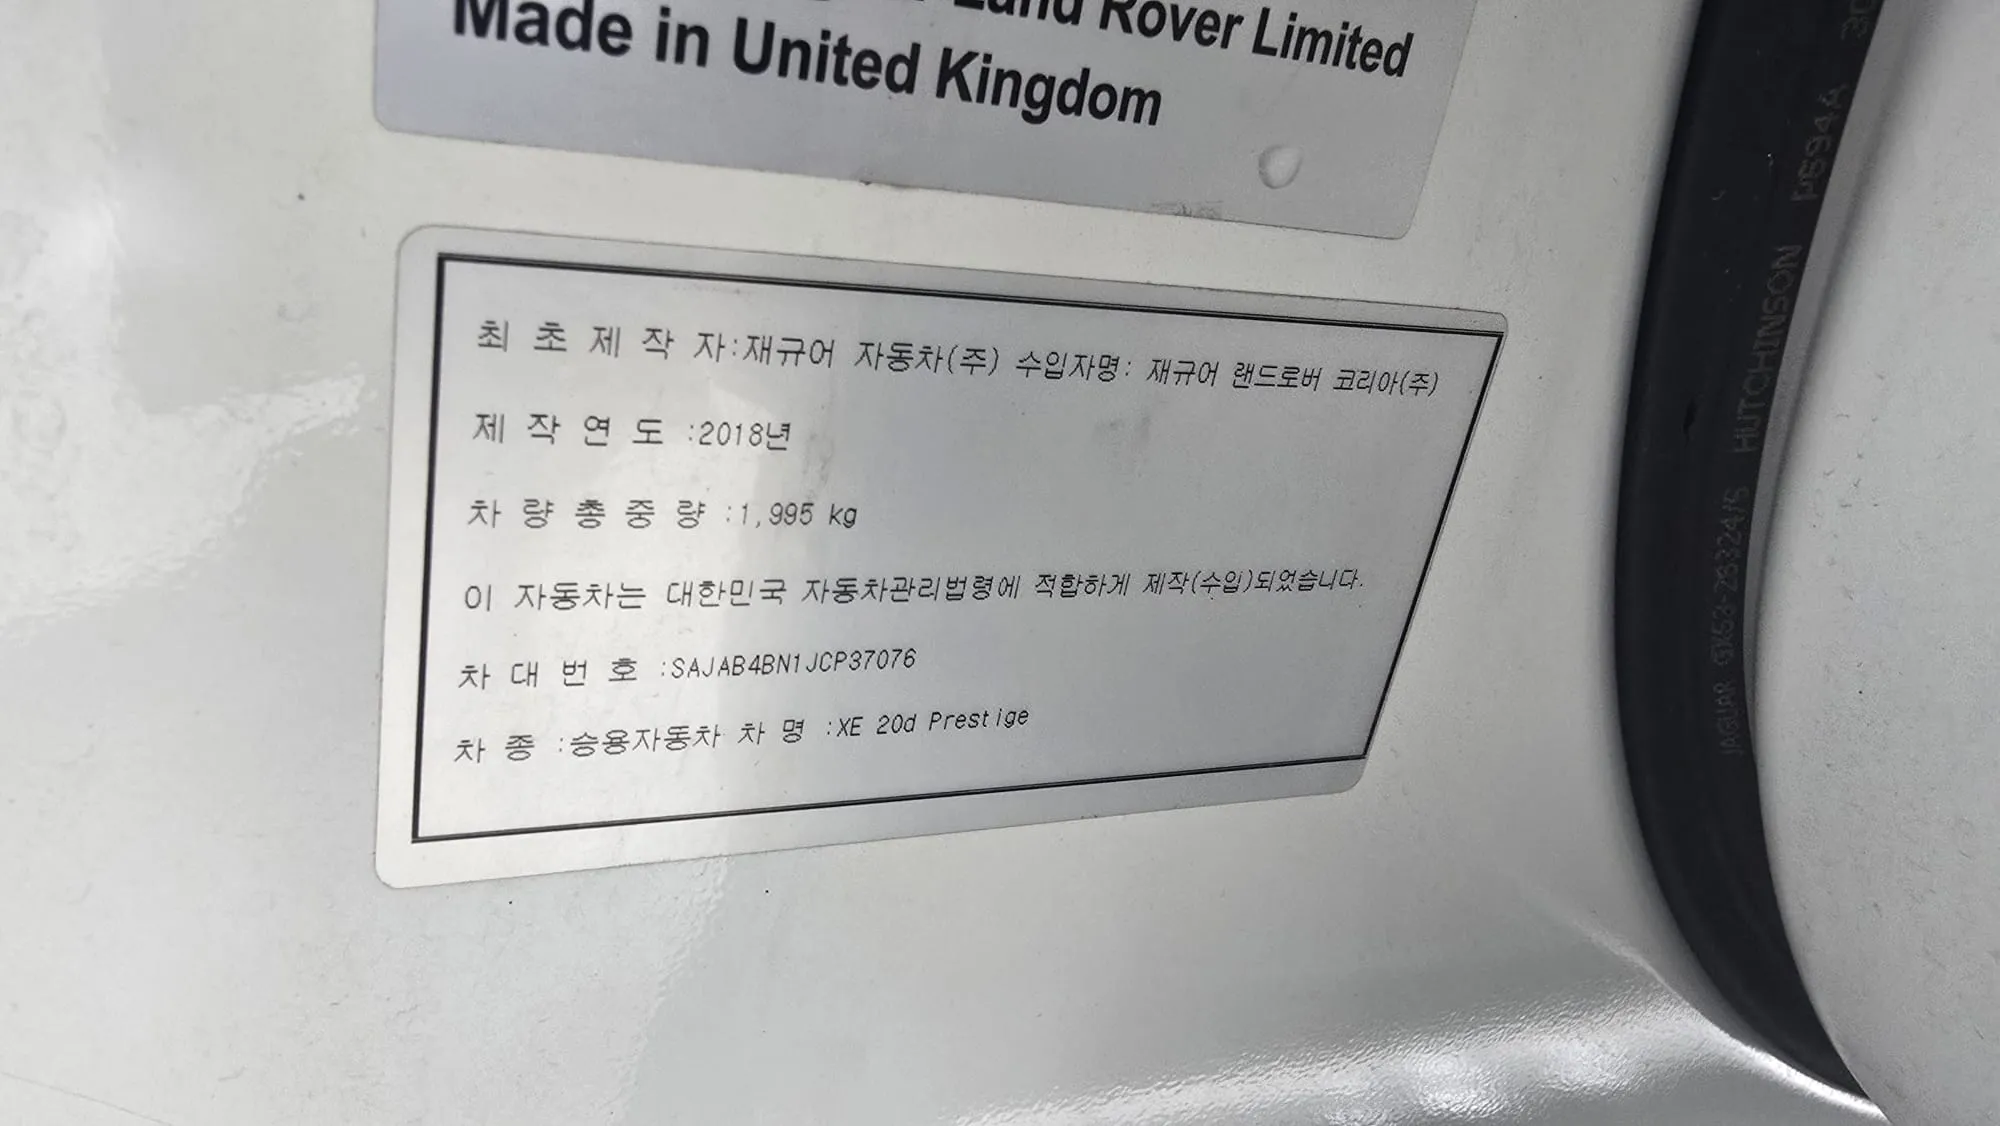 Land Rover Limited
Made in United Kingdom
최 초 제 작 자:재규어 자동차(주) 수입자명: 재규어 랜드로버 코리아(주)
제 작 연 도 :2018년
차 량 총 중 량 :1,995 kg
이 자동차는 대한민국 자동차관리법령에 적합하게 제작(수입)되었습니다.
차 대 번 호 :SAJAB4BN1JCP37076
차 종 :승용자동차 차 명 :XE 20d Prestige
JAGUAR GX63-25324/5 HUTCHINSON